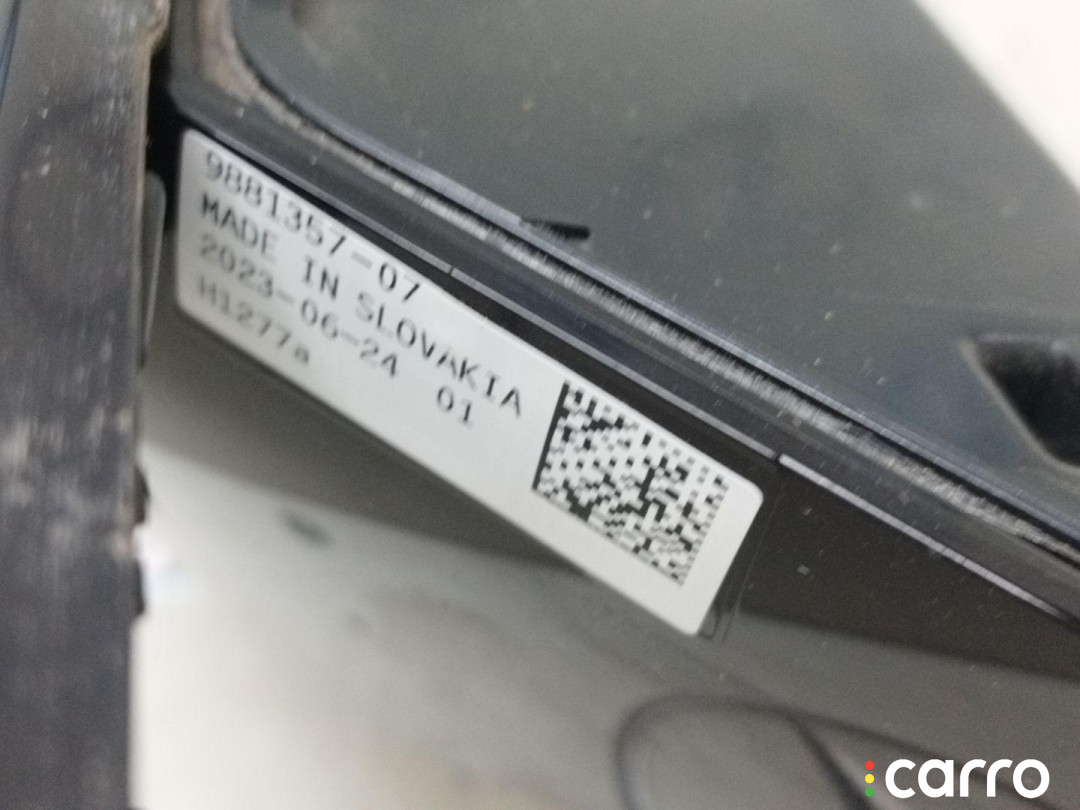 9881357-07
MADE IN SLOVAKIA
2023-06-24 01
H1277a
carro